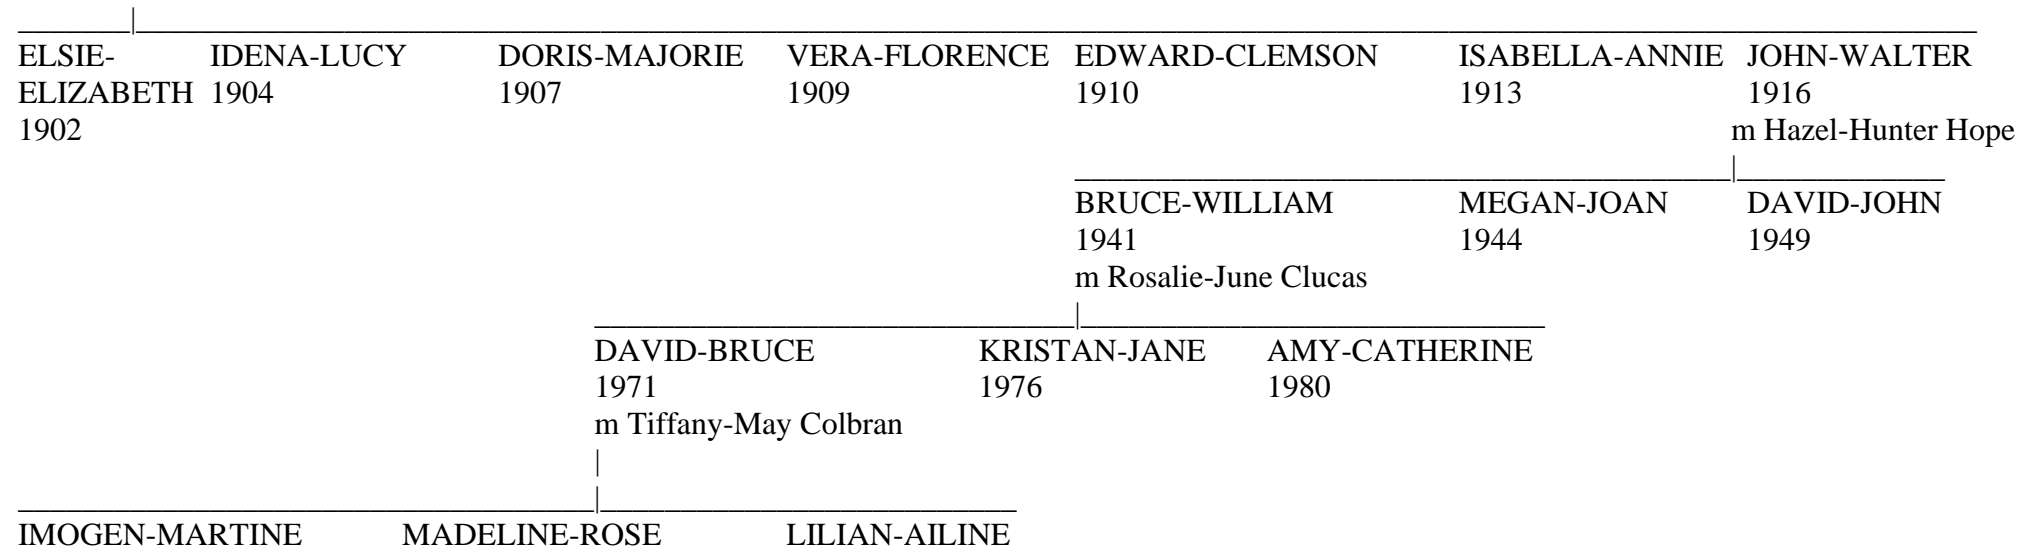 ELSIE- IDENA-LUCY DORIS-MAJORIE VERA-FLORENCE EDWARD-CLEMSON ISABELLA-ANNIE JOHN-WALTER
ELIZABETH 1904 1907 1909 1910 1913 1916
1902 m Hazel-Hunter Hope
BRUCE-WILLIAM MEGAN-JOAN DAVID-JOHN
1941 1944 1949
m Rosalie-June Clucas
DAVID-BRUCE KRISTAN-JANE AMY-CATHERINE
1971 1976 1980
m Tiffany-May Colbran
IMOGEN-MARTINE MADELINE-ROSE LILIAN-AILINE